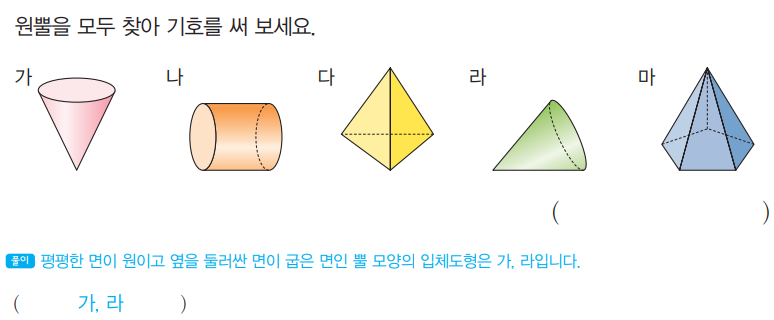 원뿔을 모두 찾아 기호를 써 보세요.
가 나 다 라 마
( )
풀이 평평한 면이 원이고 옆을 둘러싼 면이 굽은 면인 뿔 모양의 입체도형은 가, 라입니다.
( 가, 라 )